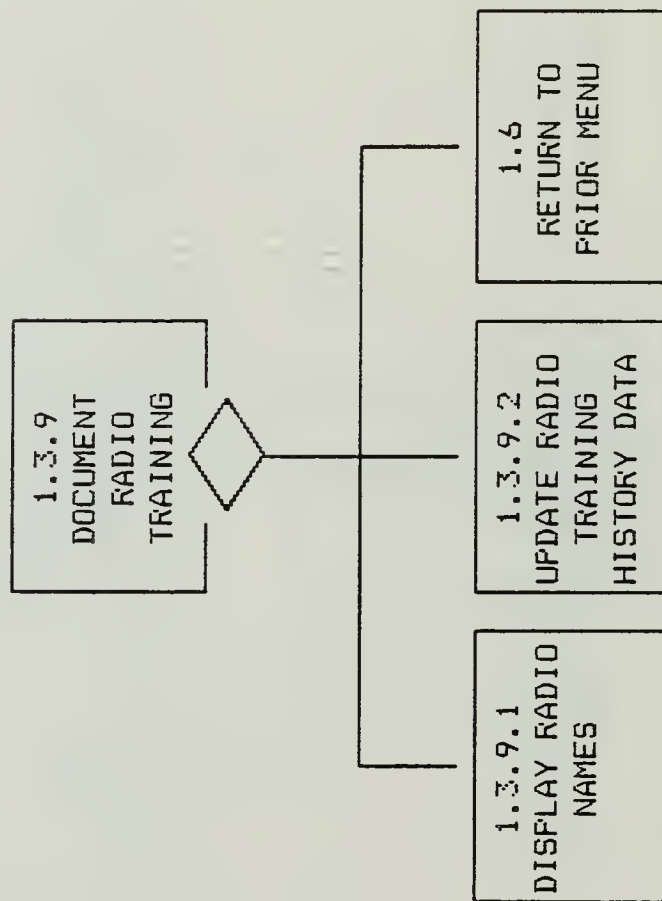 1.3.9
DOCUMENT
RADIO
TRAINING
1.3.9.1
DISPLAY RADIO
NAMES
1.3.9.2
UPDATE RADIO
TRAINING
HISTORY DATA
1.6
RETURN TO
PRIOR MENU